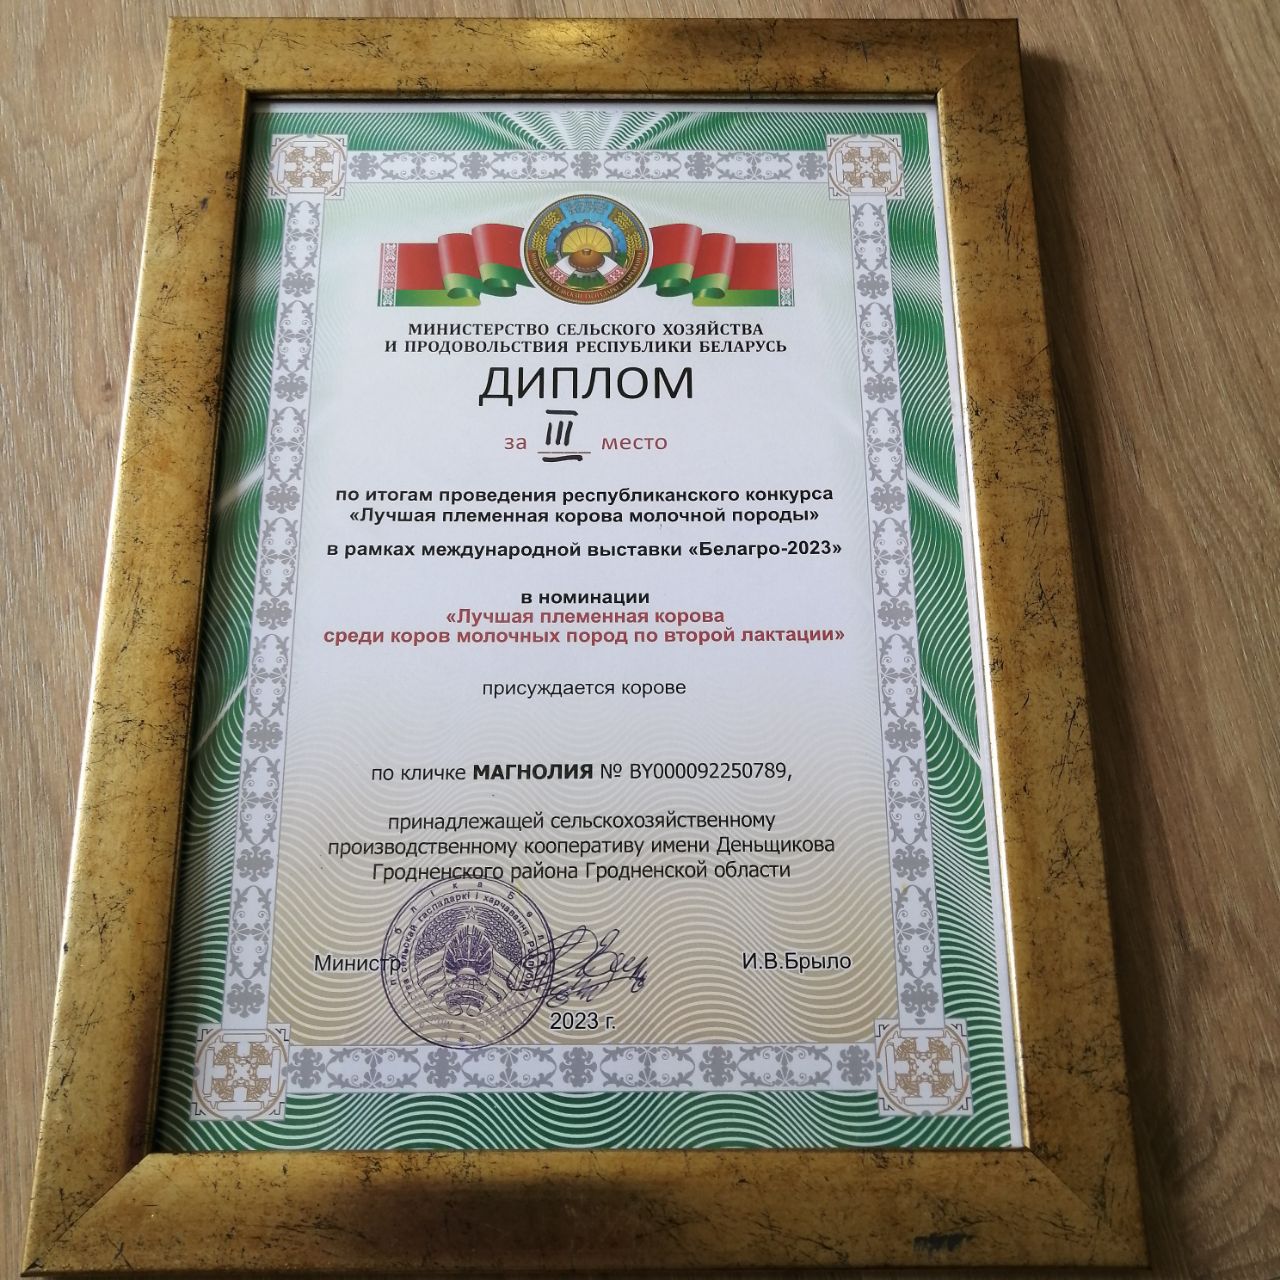 МИНИСТЕРСТВО СЕЛЬСКОГО ХОЗЯЙСТВА
И ПРОДОВОЛЬСТВИЯ РЕСПУБЛИКИ БЕЛАРУСЬ
ДИПЛОМ
за III место
по итогам проведения республиканского конкурса
«Лучшая племенная корова молочной породы»
в рамках международной выставки «Белагро-2023»
в номинации
«Лучшая племенная корова
среди коров молочных пород по второй лактации»
присуждается корове
по кличке МАГНОЛИЯ № BY000092250789,
принадлежащей сельскохозяйственному
производственному кооперативу имени Деньщикова
Гродненского района Гродненской области
Министр
И.В.Брыло
2023 г.